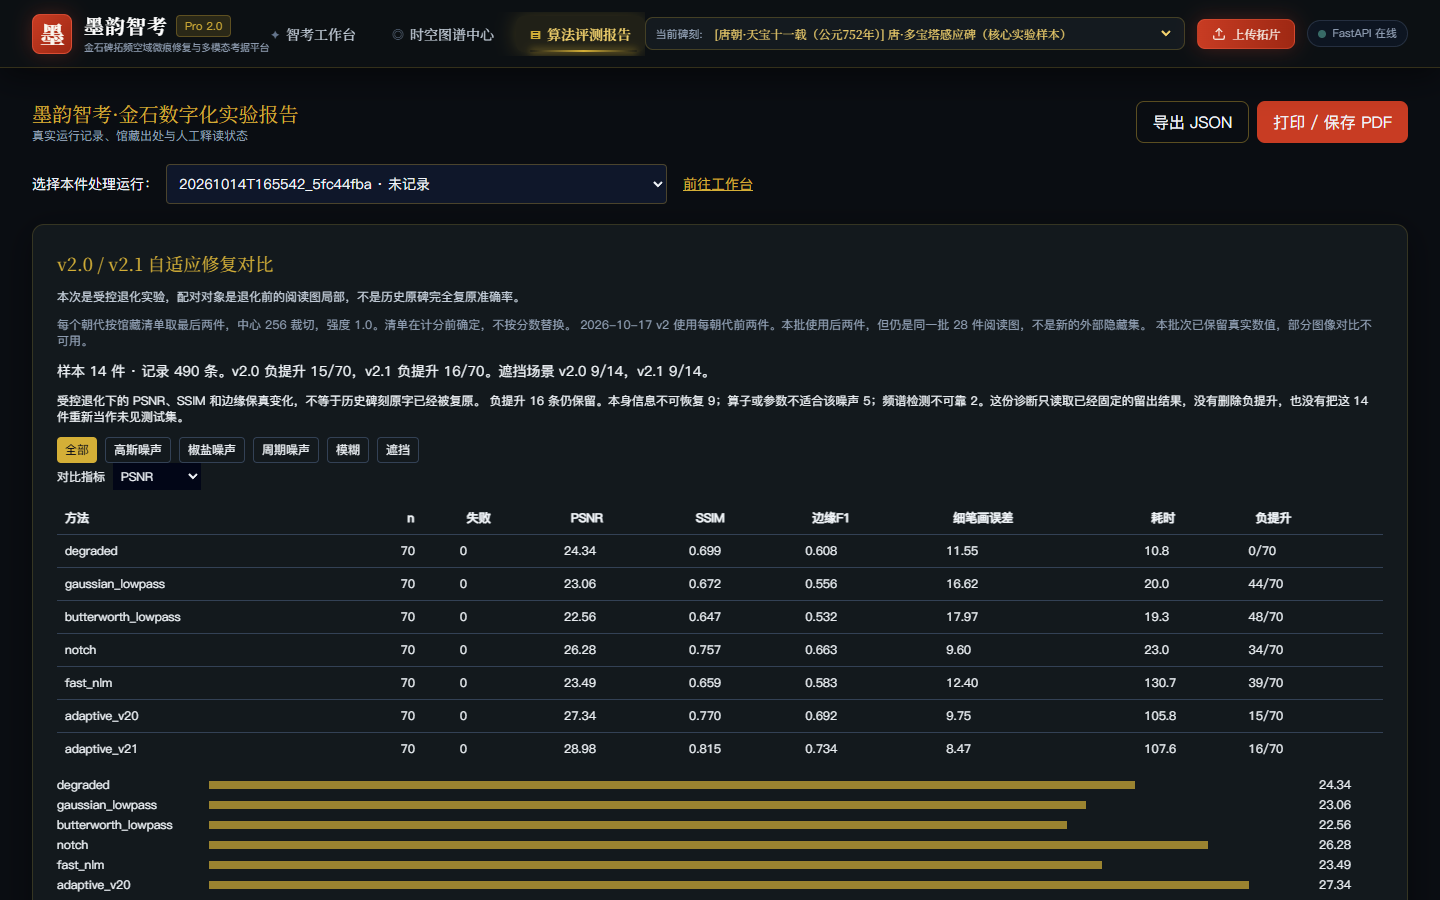 墨
墨韵智考
Pro 2.0
金石碑拓频空域微痕修复与多模态考据平台
智考工作台
时空图谱中心
算法评测报告
当前碑刻: [唐朝·天宝十一载（公元752年）] 唐·多宝塔感应碑（核心实验样本）
上传拓片
FastAPI 在线
墨韵智考·金石数字化实验报告
真实运行记录、馆藏出处与人工释读状态
导出 JSON
打印 / 保存 PDF
选择本件处理运行：
20261014T165542_5fc44fba · 未记录
前往工作台
v2.0 / v2.1 自适应修复对比
本次是受控退化实验，配对对象是退化前的阅读图局部，不是历史原碑完全复原准确率。
每个朝代按馆藏清单取最后两件，中心 256 裁切，强度 1.0。清单在计分前确定，不按分数替换。 2026-10-17 v2 使用每朝代前两件。本批使用后两件，但仍是同一批 28 件阅读图，不是新的外部隐藏集。 本批次已保留真实数值，部分图像对比不
可用。
样本 14 件 · 记录 490 条。v2.0 负提升 15/70，v2.1 负提升 16/70。遮挡场景 v2.0 9/14，v2.1 9/14。
受控退化下的 PSNR、SSIM 和边缘保真变化，不等于历史碑刻原字已经被复原。 负提升 16 条仍保留。本身信息不可恢复 9；算子或参数不适合该噪声 5；频谱检测不可靠 2。这份诊断只读取已经固定的留出结果，没有删除负提升，也没有把这 14
件重新当作未见测试集。
全部 高斯噪声 椒盐噪声 周期噪声 模糊 遮挡
对比指标 PSNR
方法 n 失败 PSNR SSIM 边缘F1 细笔画误差 耗时 负提升
degraded 70 0 24.34 0.699 0.608 11.55 10.8 0/70
gaussian_lowpass 70 0 23.06 0.672 0.556 16.62 20.0 44/70
butterworth_lowpass 70 0 22.56 0.647 0.532 17.97 19.3 48/70
notch 70 0 26.28 0.757 0.663 9.60 23.0 34/70
fast_nlm 70 0 23.49 0.659 0.583 12.40 130.7 39/70
adaptive_v20 70 0 27.34 0.770 0.692 9.75 105.8 15/70
adaptive_v21 70 0 28.98 0.815 0.734 8.47 107.6 16/70
degraded 24.34
gaussian_lowpass 23.06
butterworth_lowpass 22.56
notch 26.28
fast_nlm 23.49
adaptive_v20 27.34